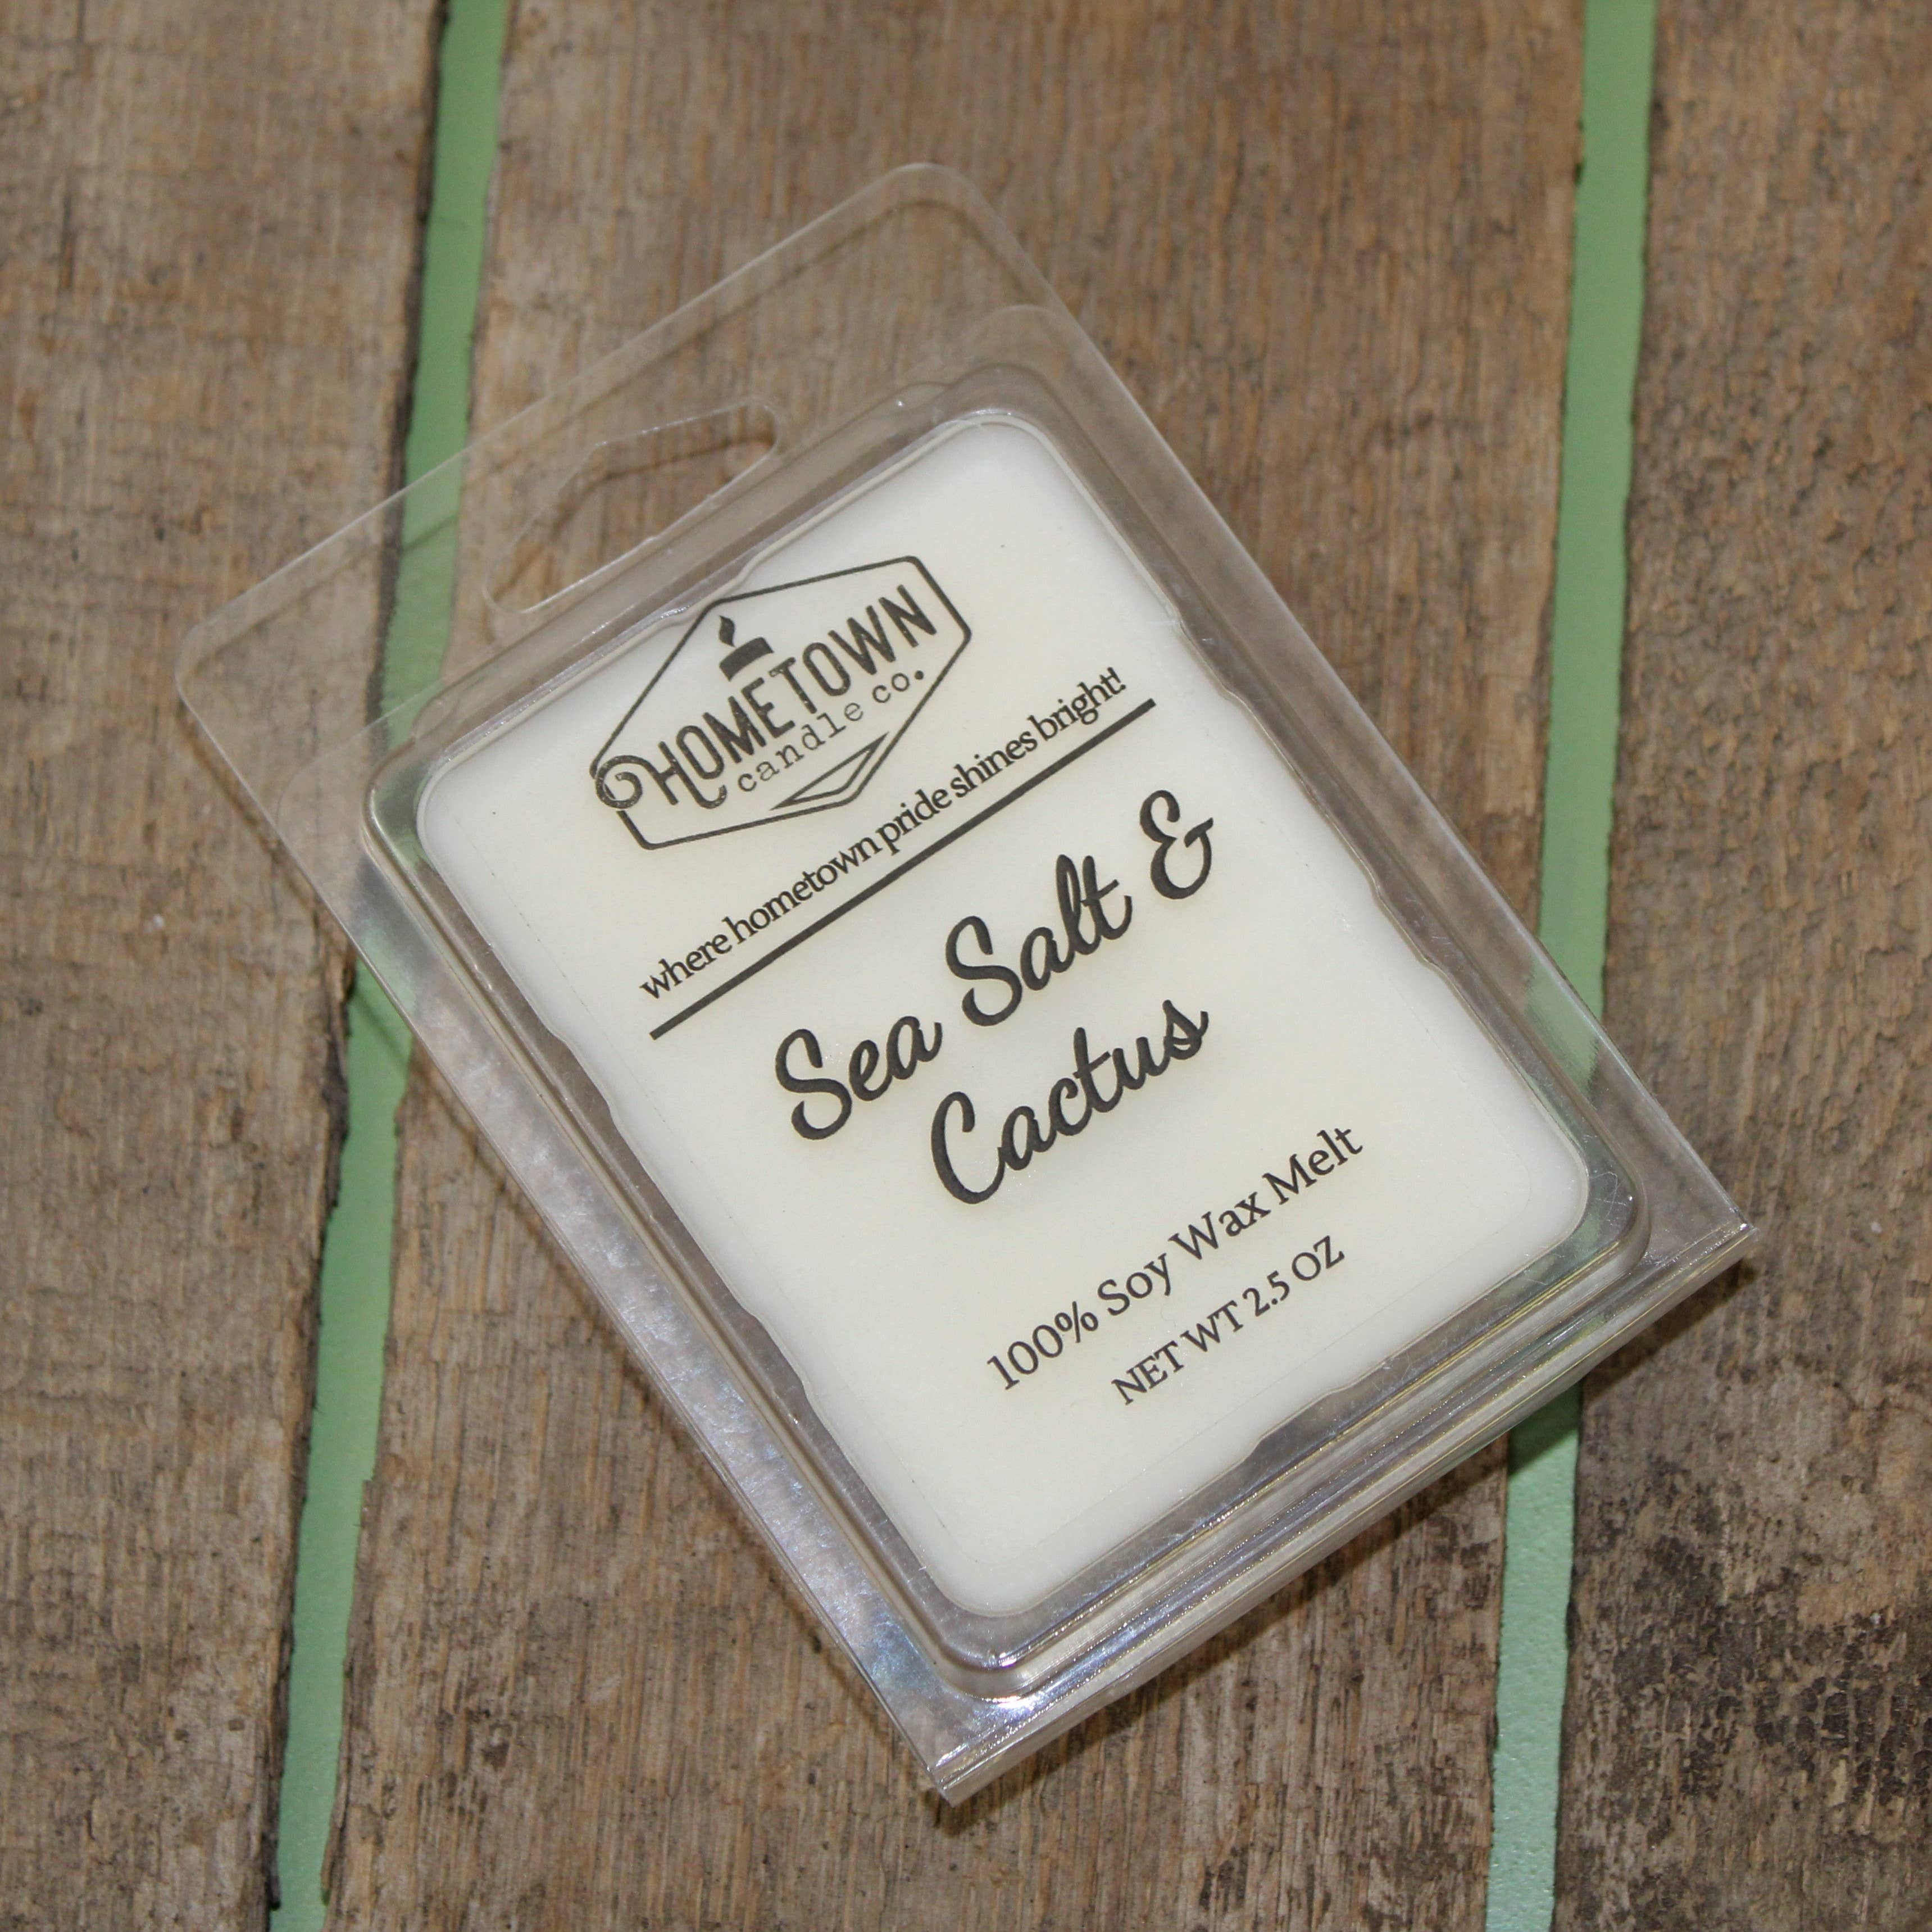 HOMETOWN
candle co.
where hometown pride shines bright!
Sea Salt &
Cactus
100% Soy Wax Melt
NET WT 2.5 OZ